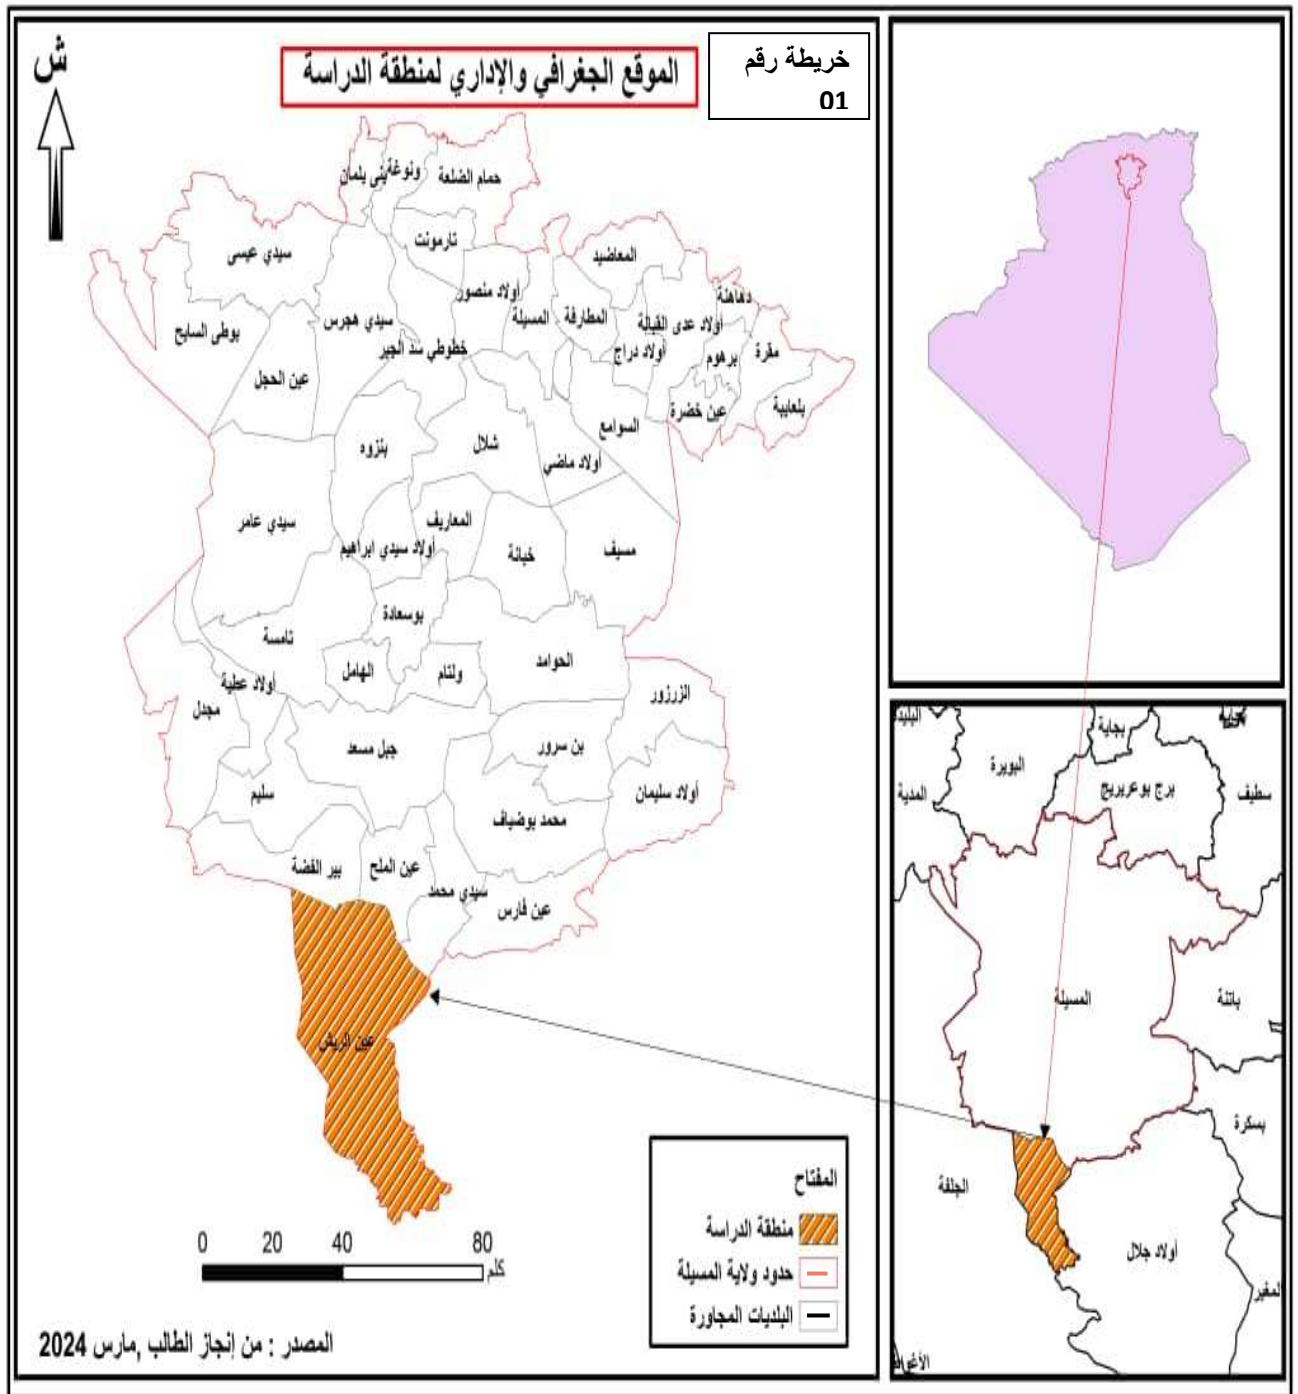 خريطة رقم
01
الموقع الجغرافي والإداري لمنطقة الدراسة
ش
حمام الضلعة
ونوغة
بني يلمان
تارمونت
سيدي عيسى
المعاضيد
أولاد منصور
دهاهنة
المسيلة
المطارفة
أولاد عدى القبالة
سيدي هجرس
بوطى السايح
خطوطي سد الجير
أولاد دراج
برهوم
مقرة
عين الحجل
عين خضرة
بلعايبة
السوامع
شلال
بنزوه
أولاد ماضي
سيدي عامر
المعاريف
أولاد سيدي ابراهيم
خبانة
مسيف
بوسعادة
تامسة
الحوامد
الهامل
ولتام
أولاد عطية
الزرزور
مجدل
جبل مسعد
بن سرور
سليم
أولاد سليمان
محمد بوضياف
بير الفضة
عين الملح
سيدي محمد
عين فارس
عين الريش
0 20 40 80
كلم
المفتاح
منطقة الدراسة
حدود ولاية المسيلة
البلديات المجاورة
المصدر : من إنجاز الطالب ,مارس 2024
بجاية
البويرة
برج بوعريريج
المدية
سطيف
المسيلة
باتنة
بسكرة
الجلفة
أولاد جلال